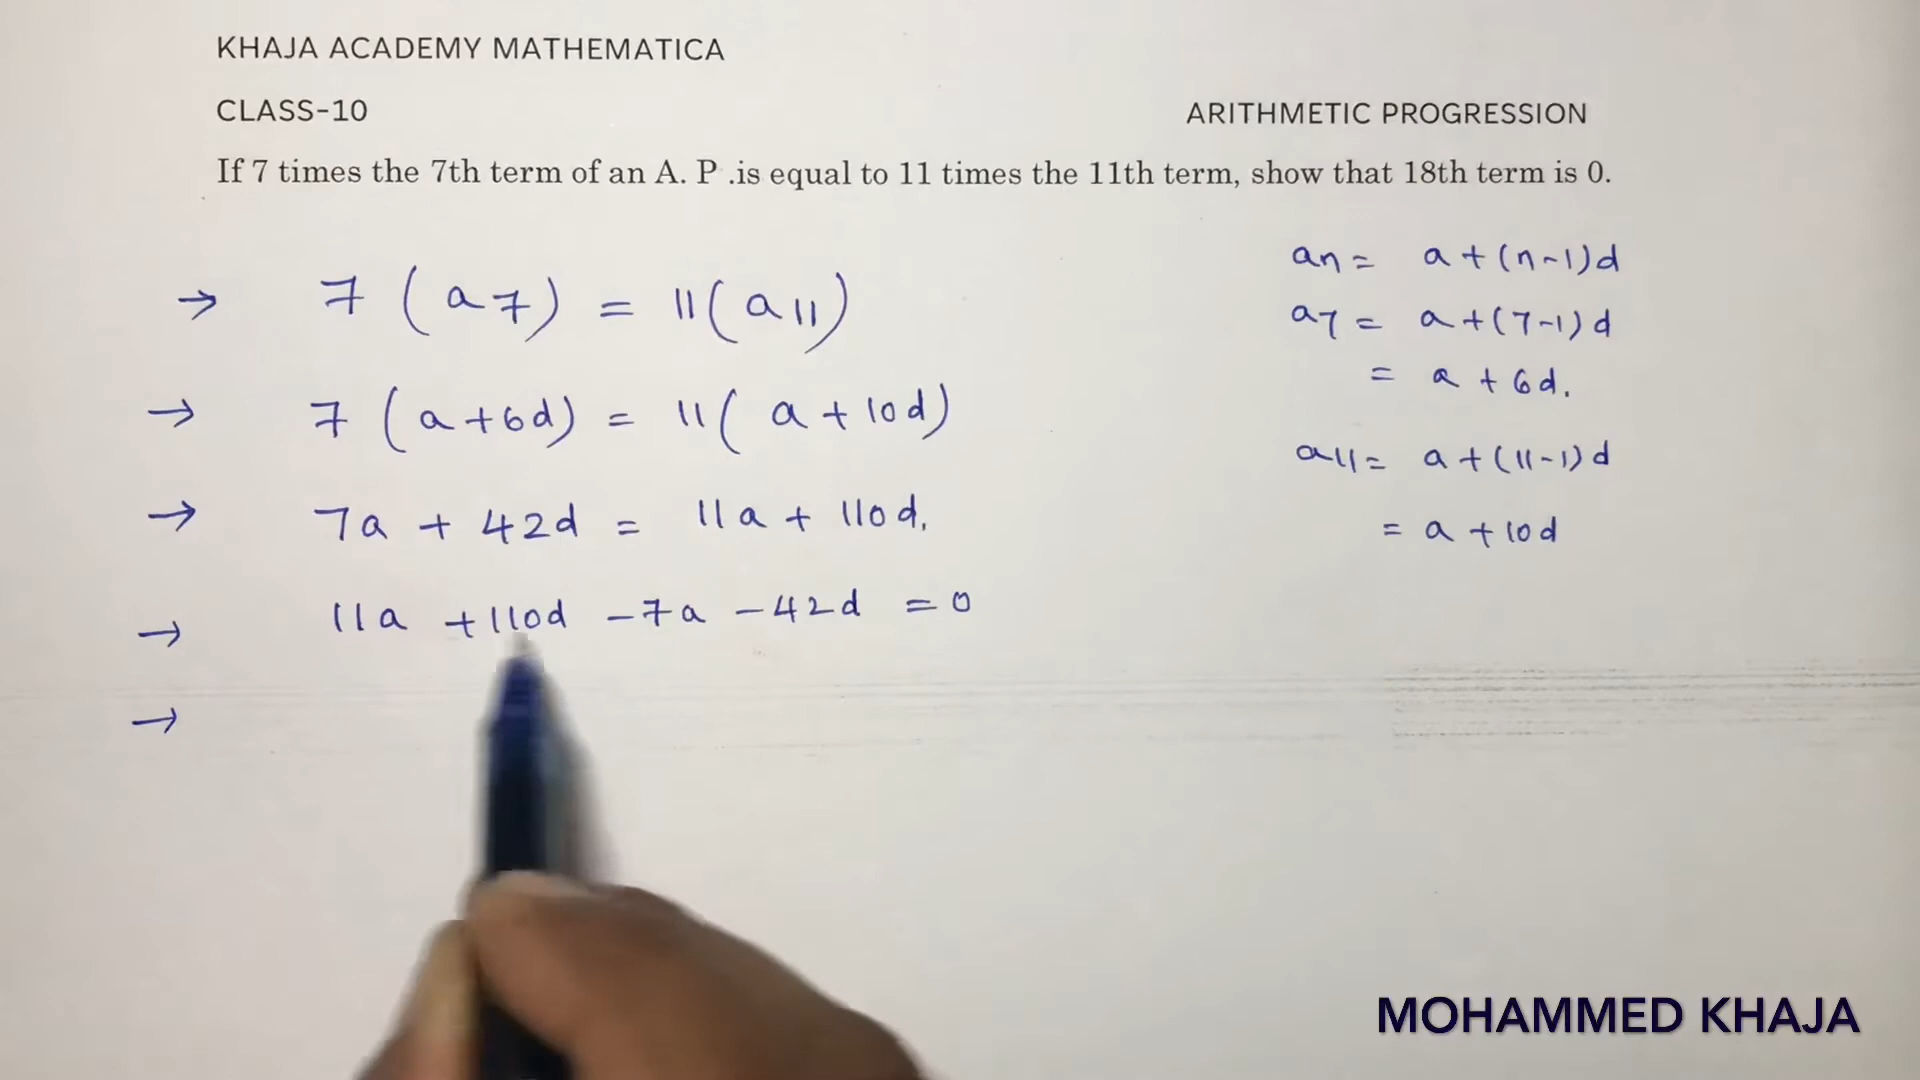 KHAJA ACADEMY MATHEMATICA
CLASS-10
ARITHMETIC PROGRESSION
If 7 times the 7th term of an A. P .is equal to 11 times the 11th term, show that 18th term is 0.
→ 7 (a7) = 11(a11)
→ 7 (a+6d) = 11( a+10d)
→ 7a + 42d = 11a + 110d.
→ 11a +110d -7a -42d =0
→
an = a+(n-1)d
a7 = a+(7-1)d
= a + 6d.
a11 = a+(11-1)d
= a +10d
MOHAMMED KHAJA